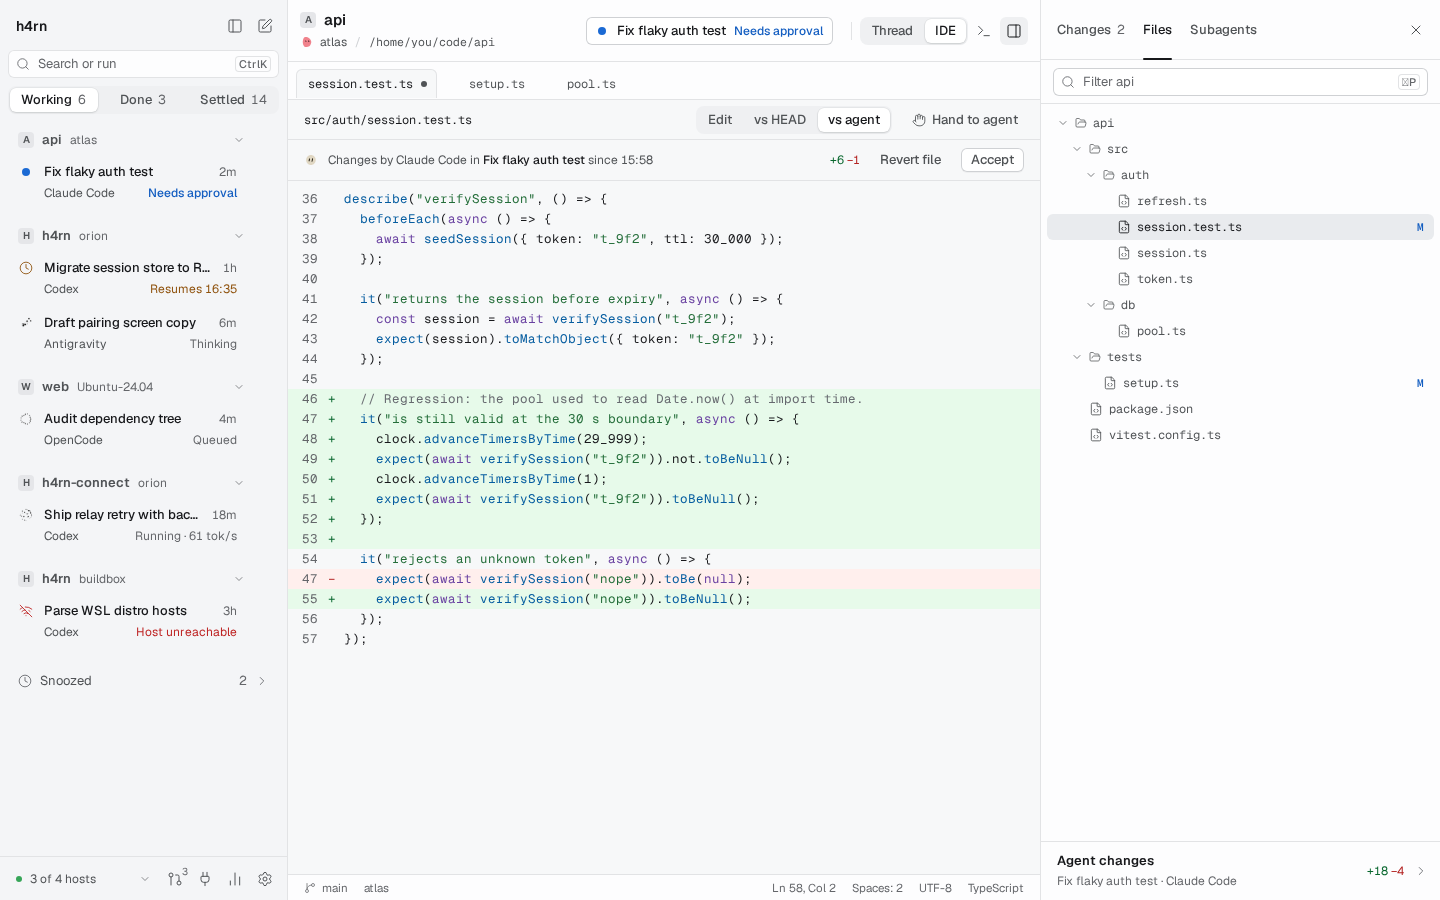 h4rn
Search or run CtrlK
Working 6 Done 3 Settled 14
A api atlas
Fix flaky auth test 2m
Claude Code Needs approval
H h4rn orion
Migrate session store to R... 1h
Codex Resumes 16:35
Draft pairing screen copy 6m
Antigravity Thinking
W web Ubuntu-24.04
Audit dependency tree 4m
OpenCode Queued
H h4rn-connect orion
Ship relay retry with bac... 18m
Codex Running · 61 tok/s
H h4rn buildbox
Parse WSL distro hosts 3h
Codex Host unreachable
Snoozed 2
3 of 4 hosts 3
A api
atlas / /home/you/code/api
Fix flaky auth test Needs approval
Thread IDE
session.test.ts setup.ts pool.ts
src/auth/session.test.ts
Edit vs HEAD vs agent Hand to agent
Changes by Claude Code in Fix flaky auth test since 15:58 +6 −1 Revert file Accept
36 describe("verifySession", () => {
37 beforeEach(async () => {
38 await seedSession({ token: "t_9f2", ttl: 30_000 });
39 });
40
41 it("returns the session before expiry", async () => {
42 const session = await verifySession("t_9f2");
43 expect(session).toMatchObject({ token: "t_9f2" });
44 });
45
46 + // Regression: the pool used to read Date.now() at import time.
47 + it("is still valid at the 30 s boundary", async () => {
48 + clock.advanceTimersByTime(29_999);
49 + expect(await verifySession("t_9f2")).not.toBeNull();
50 + clock.advanceTimersByTime(1);
51 + expect(await verifySession("t_9f2")).toBeNull();
52 + });
53 +
54 it("rejects an unknown token", async () => {
47 − expect(await verifySession("nope")).toBe(null);
55 + expect(await verifySession("nope")).toBeNull();
56 });
57 });
main atlas Ln 58, Col 2 Spaces: 2 UTF-8 TypeScript
Changes 2 Files Subagents
Filter api P
api
src
auth
refresh.ts
session.test.ts M
session.ts
token.ts
db
pool.ts
tests
setup.ts M
package.json
vitest.config.ts
Agent changes
Fix flaky auth test · Claude Code +18 −4